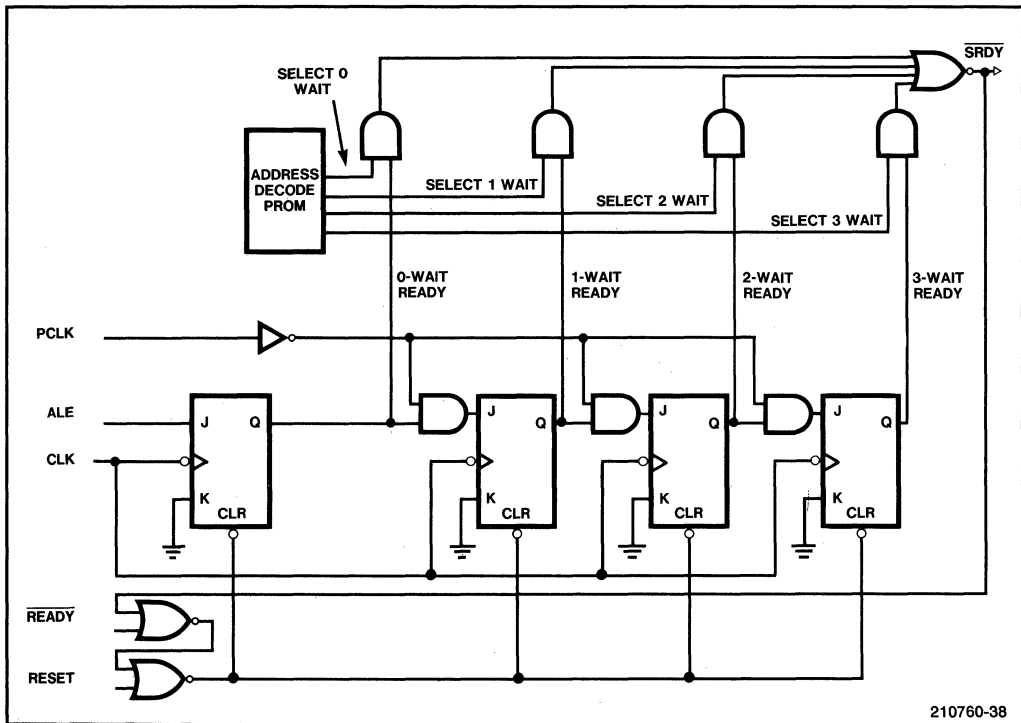 SRDY
SELECT 0
WAIT
ADDRESS
DECODE
PROM
SELECT 1 WAIT
SELECT 2 WAIT
SELECT 3 WAIT
0-WAIT
READY
1-WAIT
READY
2-WAIT
READY
3-WAIT
READY
PCLK
ALE
CLK
J
Q
K
CLR
J
Q
K
CLR
J
Q
K
CLR
J
Q
K
CLR
READY
RESET
210760-38